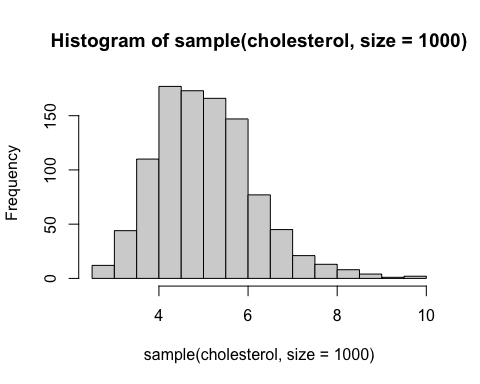 Histogram of sample(cholesterol, size = 1000)
Frequency
150
100
50
0
4 6 8 10
sample(cholesterol, size = 1000)